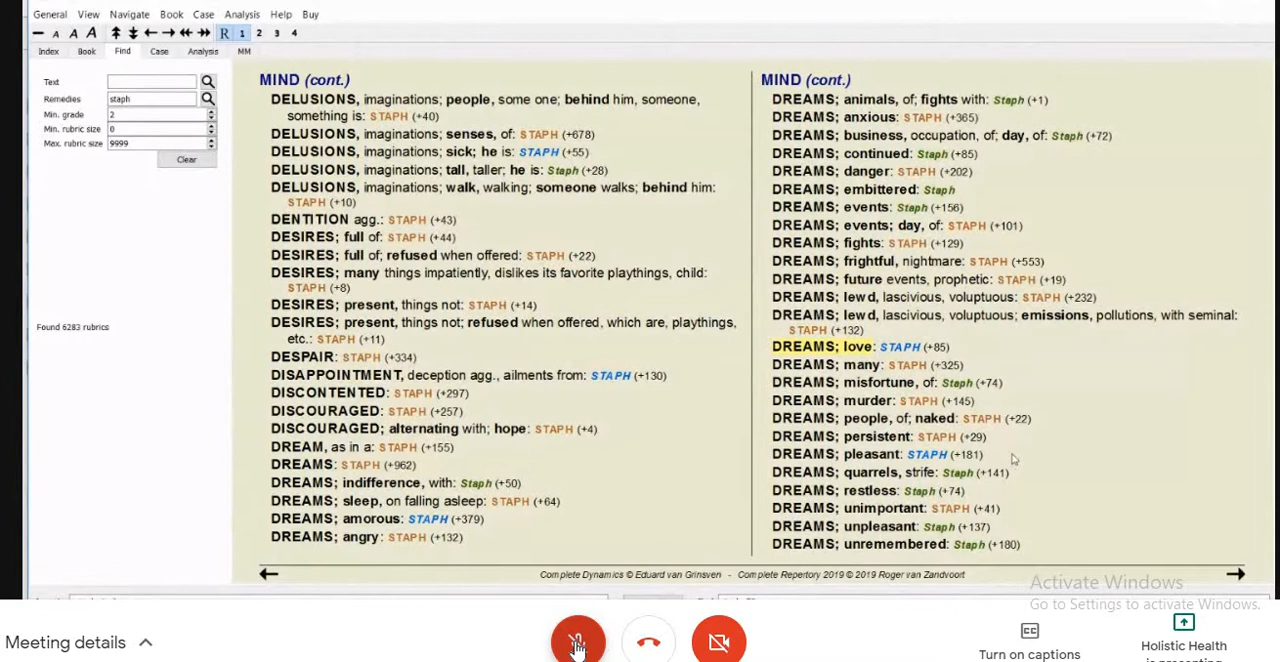 General View Navigate Book Case Analysis Help Buy
A A A R 1 2 3 4
Index Book Find Case Analysis MM
Text
Remedies staph
Min. grade 2
Min. rubric size 0
Max. rubric size 9999
Clear
Found 6283 rubrics
MIND (cont.)
DELUSIONS, imaginations; people, some one; behind him, someone,
something is: STAPH (+40)
DELUSIONS, imaginations; senses, of: STAPH (+678)
DELUSIONS, imaginations; sick; he is: STAPH (+55)
DELUSIONS, imaginations; tall, taller; he is: Staph (+28)
DELUSIONS, imaginations; walk, walking; someone walks; behind him:
STAPH (+10)
DENTITION agg.: STAPH (+43)
DESIRES; full of: STAPH (+44)
DESIRES; full of; refused when offered: STAPH (+22)
DESIRES; many things impatiently, dislikes its favorite playthings, child:
STAPH (+8)
DESIRES; present, things not: STAPH (+14)
DESIRES; present, things not; refused when offered, which are, playthings,
etc.: STAPH (+11)
DESPAIR: STAPH (+334)
DISAPPOINTMENT, deception agg., ailments from: STAPH (+130)
DISCONTENTED: STAPH (+297)
DISCOURAGED: STAPH (+257)
DISCOURAGED; alternating with; hope: STAPH (+4)
DREAM, as in a: STAPH (+155)
DREAMS: STAPH (+962)
DREAMS; indifference, with: Staph (+50)
DREAMS; sleep, on falling asleep: STAPH (+64)
DREAMS; amorous: STAPH (+379)
DREAMS; angry: STAPH (+132)
MIND (cont.)
DREAMS; animals, of; fights with: Staph (+1)
DREAMS; anxious: STAPH (+365)
DREAMS; business, occupation, of; day, of: Staph (+72)
DREAMS; continued: Staph (+85)
DREAMS; danger: STAPH (+202)
DREAMS; embittered: Staph
DREAMS; events: Staph (+156)
DREAMS; events; day, of: STAPH (+101)
DREAMS; fights: STAPH (+129)
DREAMS; frightful, nightmare: STAPH (+553)
DREAMS; future events, prophetic: STAPH (+19)
DREAMS; lewd, lascivious, voluptuous: STAPH (+232)
DREAMS; lewd, lascivious, voluptuous; emissions, pollutions, with seminal:
STAPH (+132)
DREAMS; love: STAPH (+85)
DREAMS; many: STAPH (+325)
DREAMS; misfortune, of: Staph (+74)
DREAMS; murder: STAPH (+145)
DREAMS; people, of; naked: STAPH (+22)
DREAMS; persistent: STAPH (+29)
DREAMS; pleasant: STAPH (+181)
DREAMS; quarrels, strife: Staph (+141)
DREAMS; restless: Staph (+74)
DREAMS; unimportant: STAPH (+41)
DREAMS; unpleasant: Staph (+137)
DREAMS; unremembered: Staph (+180)
Complete Dynamics © Eduard van Grinsven - Complete Repertory 2019 © 2019 Roger van Zandvoort
Activate Windows
Go to Settings to activate Windows.
Meeting details
CC
Turn on captions
Holistic Health
is presenting